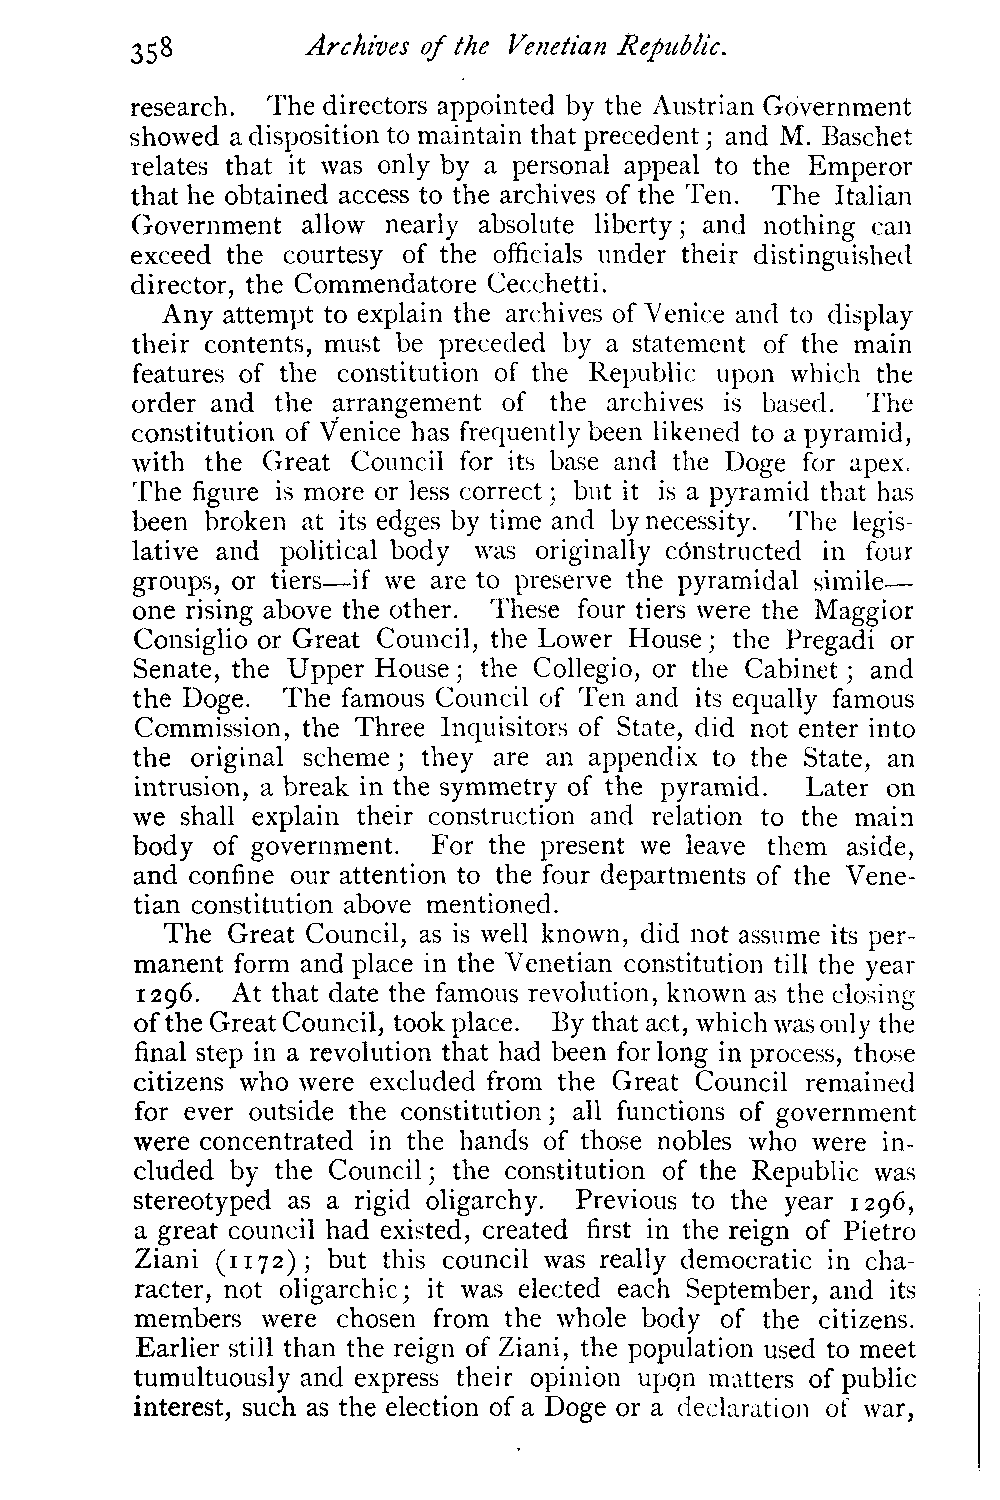 358 Archives of the Venetian Republic.
research. The directors appointed by the Austrian Government
showed a disposition to maintain that precedent; and M. Baschet
relates that it was only by a personal appeal to the Emperor
that he obtained access to the archives of the Ten. The Italian
Government allow nearly absolute liberty; and nothing can
exceed the courtesy of the officials under their distinguished
director, the Commendatore Cecchetti.
Any attempt to explain the archives of Venice and to display
their contents, must be preceded by a statement of the main
features of the constitution of the Republic upon which the
order and the arrangement of the archives is based. The
constitution of Venice has frequently been likened to a pyramid,
with the Great Council for its base and the Doge for apex.
The figure is more or less correct; but it is a pyramid that has
been broken at its edges by time and by necessity. The legis-
lative and political body was originally constructed in four
groups, or tiers—if we are to preserve the pyramidal simile—
one rising above the other. These four tiers were the Maggior
Consiglio or Great Council, the Lower House; the Pregadi or
Senate, the Upper House; the Collegio, or the Cabinet; and
the Doge. The famous Council of Ten and its equally famous
Commission, the Three Inquisitors of State, did not enter into
the original scheme; they are an appendix to the State, an
intrusion, a break in the symmetry of the pyramid. Later on
we shall explain their construction and relation to the main
body of government. For the present we leave them aside,
and confine our attention to the four departments of the Vene-
tian constitution above mentioned.
The Great Council, as is well known, did not assume its per-
manent form and place in the Venetian constitution till the year
1296. At that date the famous revolution, known as the closing
of the Great Council, took place. By that act, which was only the
final step in a revolution that had been for long in process, those
citizens who were excluded from the Great Council remained
for ever outside the constitution; all functions of government
were concentrated in the hands of those nobles who were in-
cluded by the Council; the constitution of the Republic was
stereotyped as a rigid oligarchy. Previous to the year 1296,
a great council had existed, created first in the reign of Pietro
Ziani (1172); but this council was really democratic in cha-
racter, not oligarchic; it was elected each September, and its
members were chosen from the whole body of the citizens.
Earlier still than the reign of Ziani, the population used to meet
tumultuously and express their opinion upon matters of public
interest, such as the election of a Doge or a declaration of war,